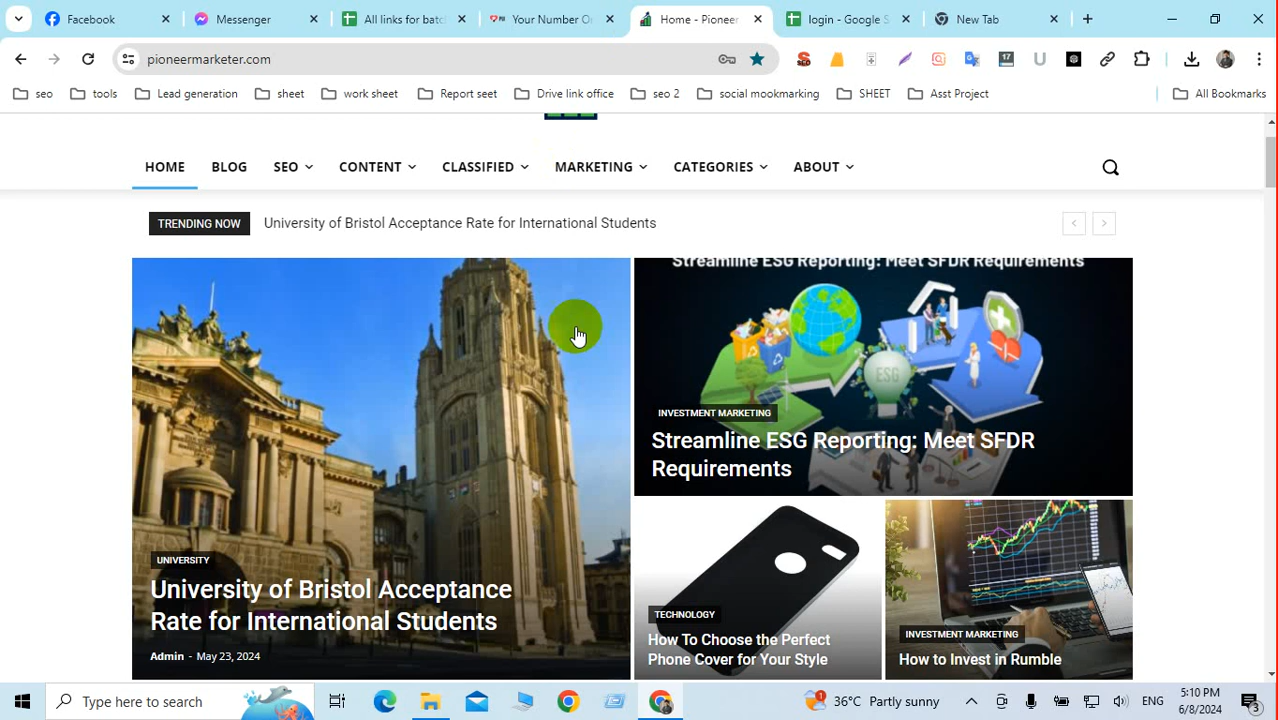 Facebook
Messenger
All links for batc
Your Number On
Home - Pioneer
login - Google S
New Tab
pioneermarketer.com
seo
tools
Lead generation
sheet
work sheet
Report seet
Drive link office
seo 2
social mookmarking
SHEET
Asst Project
All Bookmarks
HOME
BLOG
SEO
CONTENT
CLASSIFIED
MARKETING
CATEGORIES
ABOUT
TRENDING NOW
University of Bristol Acceptance Rate for International Students
Streamline ESG Reporting: Meet SFDR Requirements
ESG
INVESTMENT MARKETING
Streamline ESG Reporting: Meet SFDR
Requirements
UNIVERSITY
University of Bristol Acceptance
Rate for International Students
Admin - May 23, 2024
TECHNOLOGY
How To Choose the Perfect
Phone Cover for Your Style
INVESTMENT MARKETING
How to Invest in Rumble
Type here to search
1
36°C Partly sunny
ENG
5:10 PM
6/8/2024
3